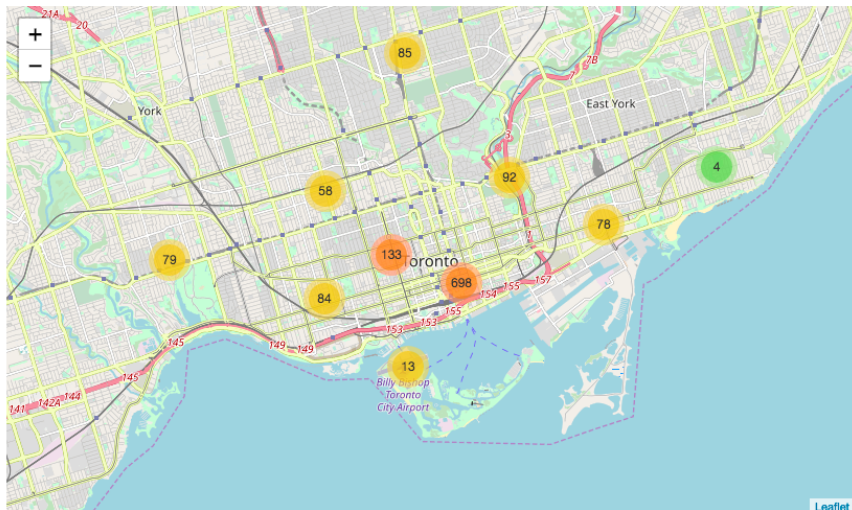 21A
20
+
−
85
7B
7
York
East York
4
92
58
78
133
Toronto
79
698
157
155
154
84
155
153
153
149
149
145
145
13
144
142A
141
Billy Bishop
Toronto
City Airport
Leaflet